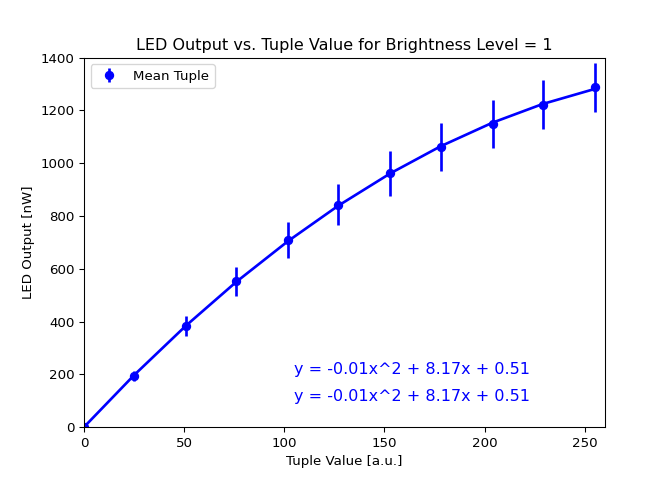 LED Output vs. Tuple Value for Brightness Level = 1
1400
1200
1000
800
600
400
200
0
LED Output [nW]
Mean Tuple
y = -0.01x^2 + 8.17x + 0.51
y = -0.01x^2 + 8.17x + 0.51
0
50
100
150
200
250
Tuple Value [a.u.]